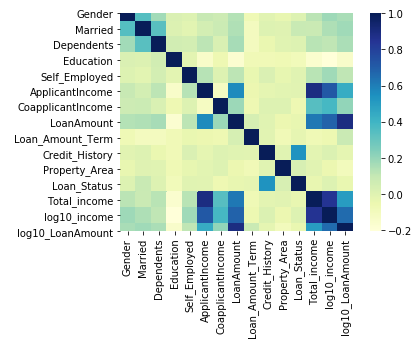 Gender
Married
Dependents
Education
Self_Employed
ApplicantIncome
CoapplicantIncome
LoanAmount
Loan_Amount_Term
Credit_History
Property_Area
Loan_Status
Total_income
log10_income
log10_LoanAmount
Gender
Married
Dependents
Education
Self_Employed
ApplicantIncome
CoapplicantIncome
LoanAmount
Loan_Amount_Term
Credit_History
Property_Area
Loan_Status
Total_income
log10_income
log10_LoanAmount
1.0
0.8
0.6
0.4
0.2
0.0
−0.2